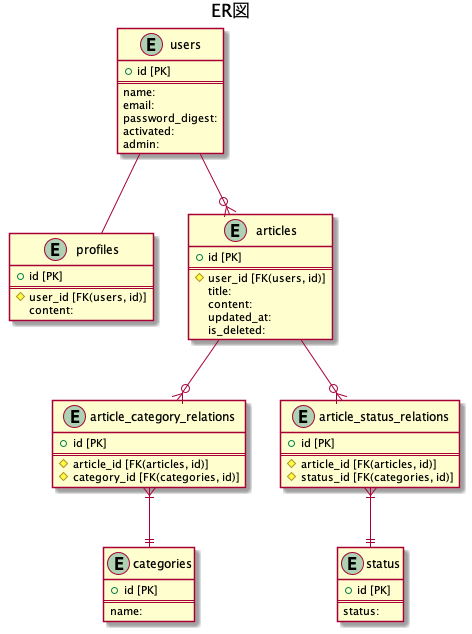 ER図
E users
id [PK]
name:
email:
password_digest:
activated:
admin:
E profiles
id [PK]
user_id [FK(users, id)]
content:
E articles
id [PK]
user_id [FK(users, id)]
title:
content:
updated_at:
is_deleted:
E article_category_relations
id [PK]
article_id [FK(articles, id)]
category_id [FK(categories, id)]
E article_status_relations
id [PK]
article_id [FK(articles, id)]
status_id [FK(categories, id)]
E categories
id [PK]
name:
E status
id [PK]
status: